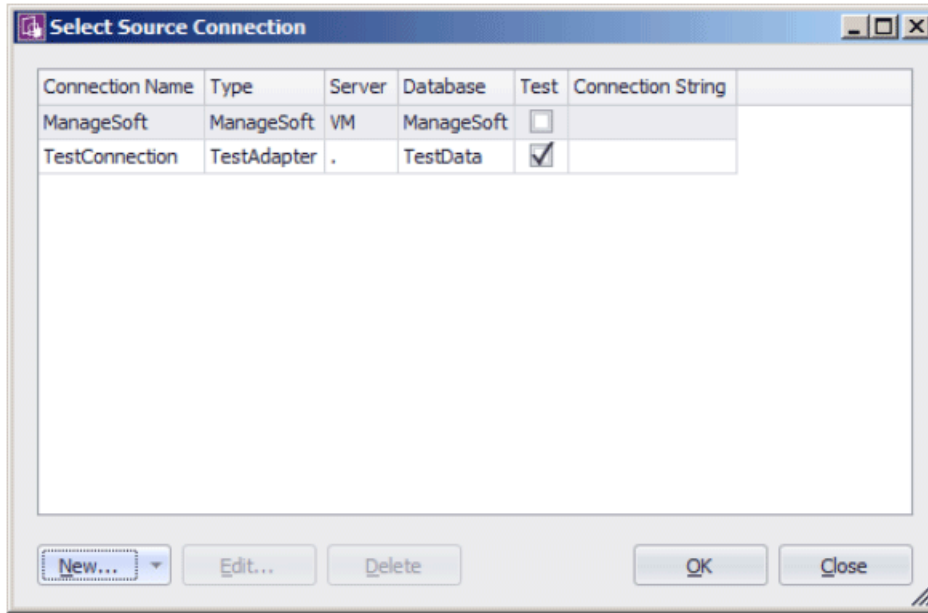 Select Source Connection
Connection Name Type Server Database Test Connection String
ManageSoft ManageSoft VM ManageSoft
TestConnection TestAdapter . TestData
New... Edit... Delete OK Close